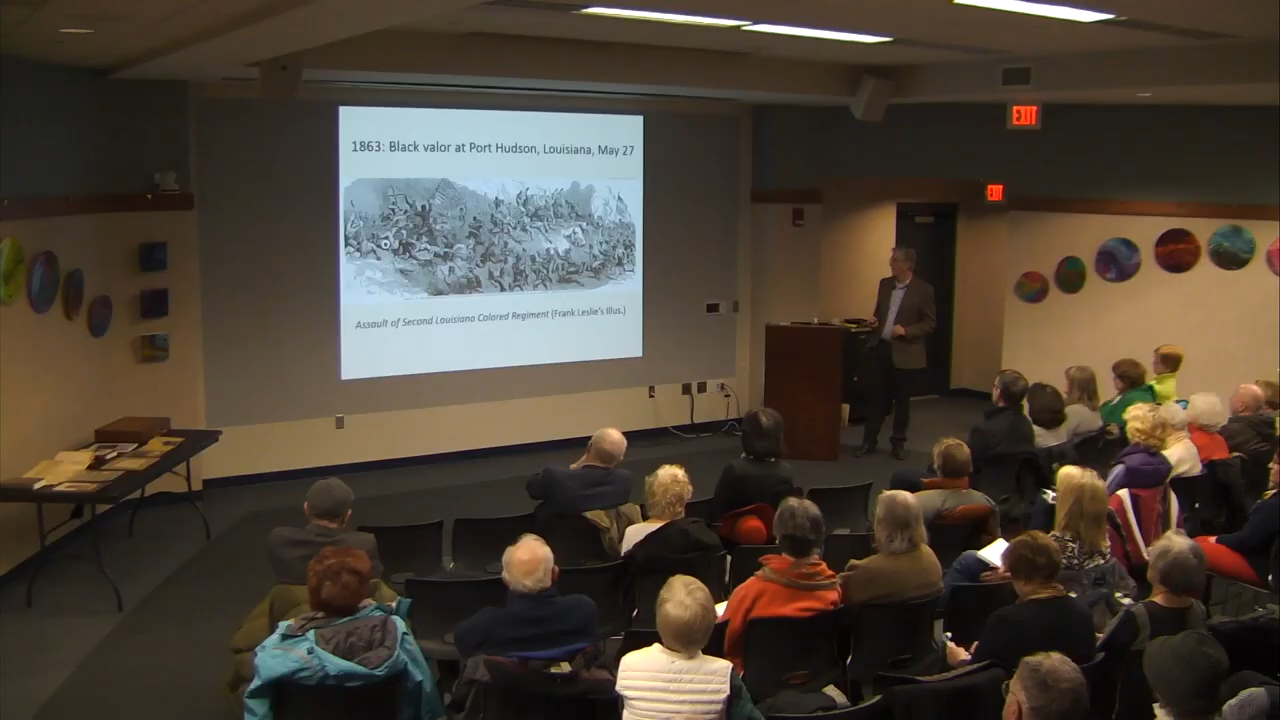 1863: Black valor at Port Hudson, Louisiana, May 27
Assault of Second Louisiana Colored Regiment (Frank Leslie's Illus.)
EXIT
EXIT